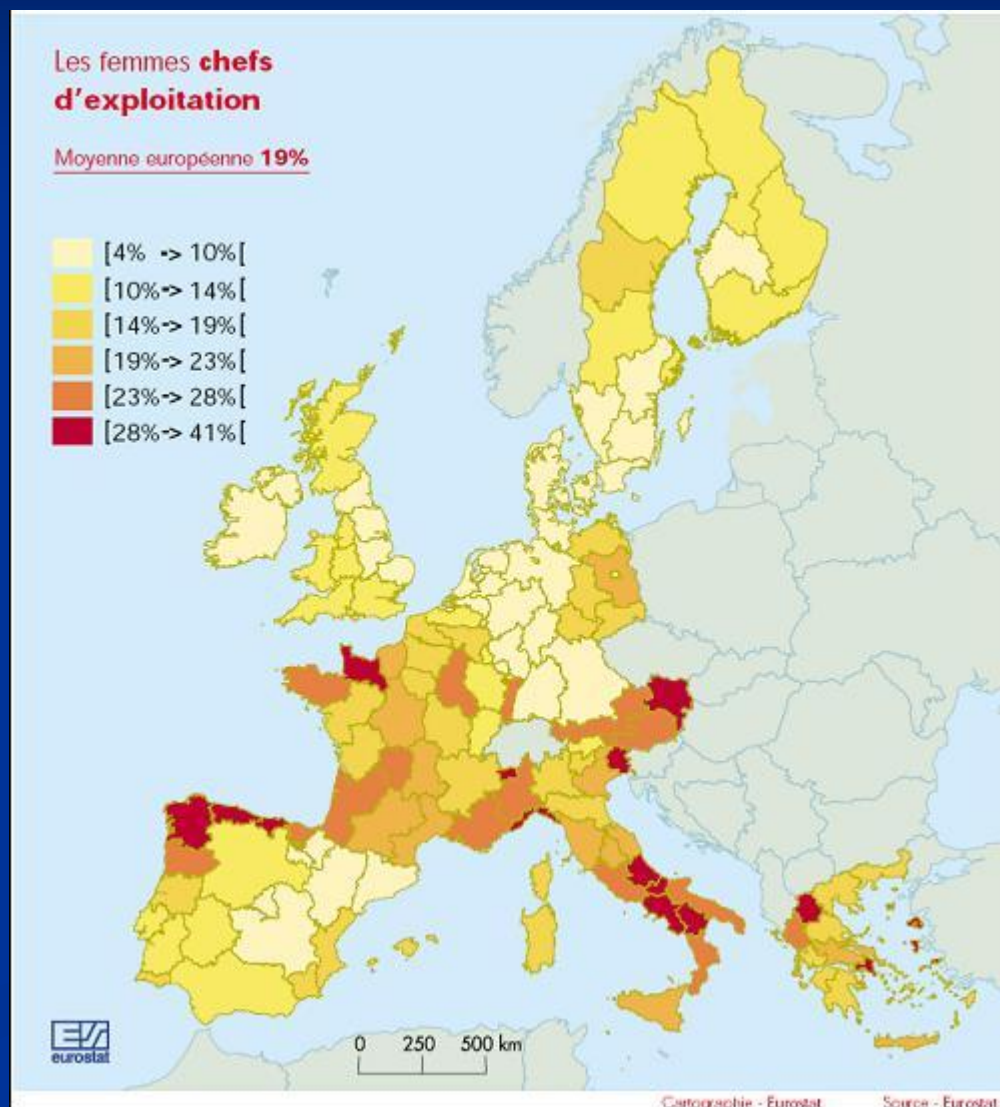 Les femmes chefs
d'exploitation
Moyenne européenne 19%
[4% -> 10%[
[10%-> 14%[
[14%-> 19%[
[19%-> 23%[
[23%-> 28%[
[28%-> 41%[
eurostat
0 250 500 km
Cartographie - Eurostat Source - Eurostat